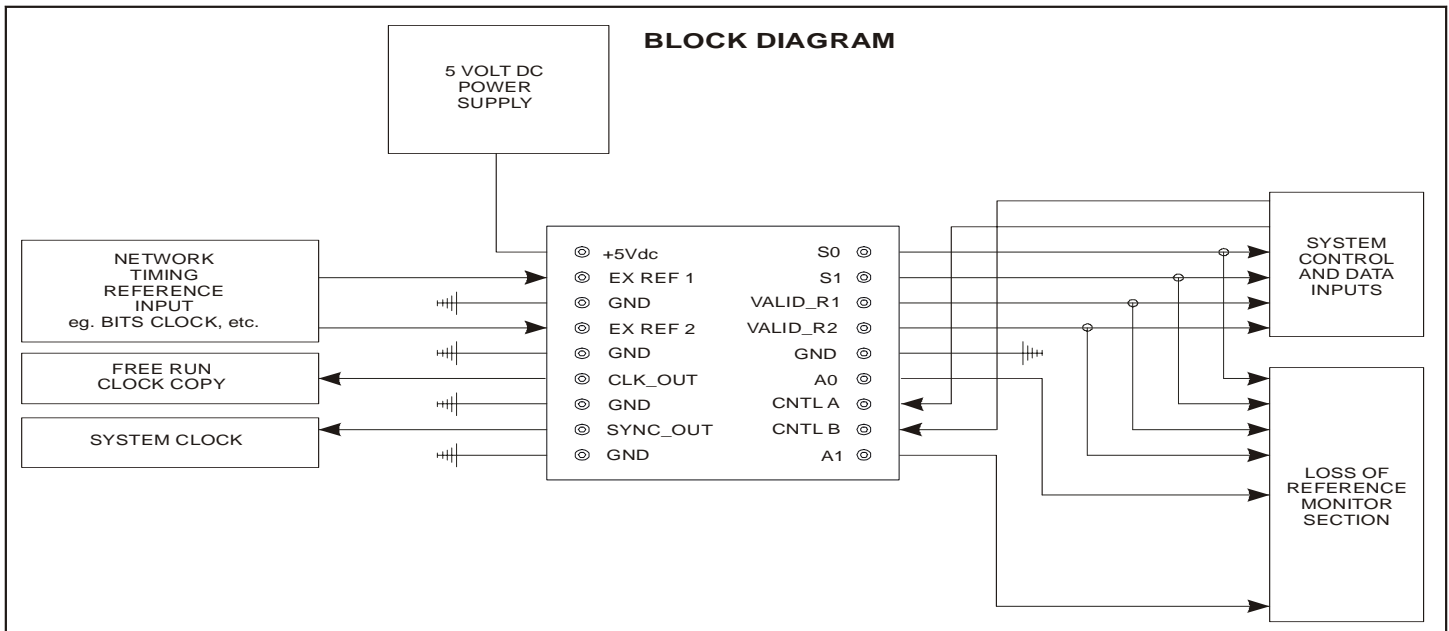 BLOCK DIAGRAM
5 VOLT DC
POWER
SUPPLY
NETWORK
TIMING
REFERENCE
INPUT
eg. BITS CLOCK, etc.
FREE RUN
CLOCK COPY
SYSTEM CLOCK
+5Vdc
EX REF 1
GND
EX REF 2
GND
CLK_OUT
GND
SYNC_OUT
GND
S0
S1
VALID_R1
VALID_R2
GND
A0
CNTL A
CNTL B
A1
SYSTEM
CONTROL
AND DATA
INPUTS
LOSS OF
REFERENCE
MONITOR
SECTION